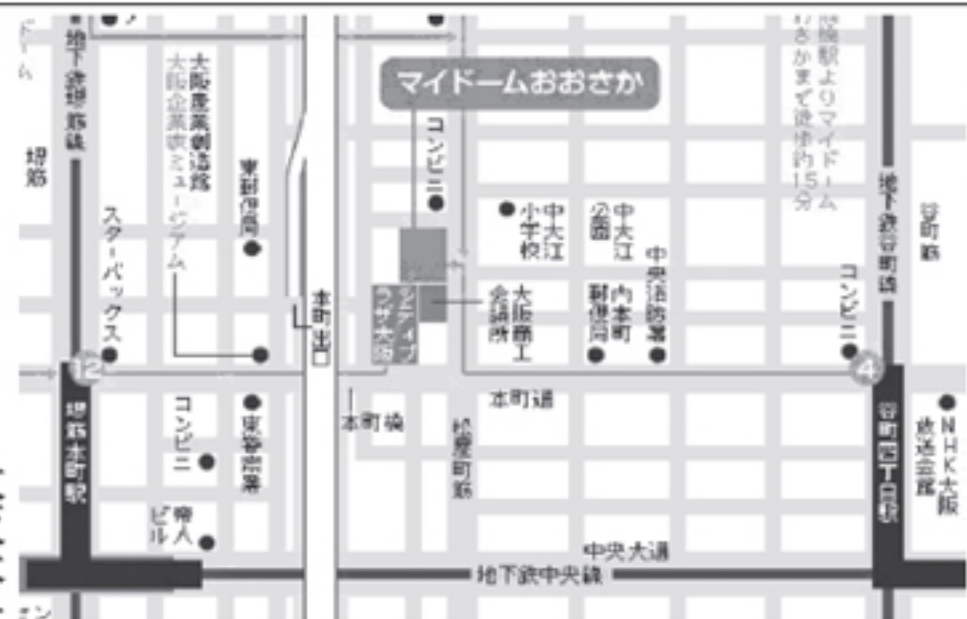 マイドームおおさか
地下鉄堺筋線
堺筋
大阪産業創造館
大阪企業家ミュージアム
東郵便局
スターバックス
本町出口
コンビニ
シティプラザ大阪
中大江小学校
中大江公園
中央消防署
大阪商工会議所
内本町郵便局
コンビニ
地下鉄谷町線
谷町筋
駅よりマイドーム
おおさかまで徒歩約15分
12
4
本町通
本町橋
松屋町筋
堺筋本町駅
コンビニ
東警察署
帝人ビル
谷町四丁目駅
NHK大阪放送会館
中央大通
地下鉄中央線